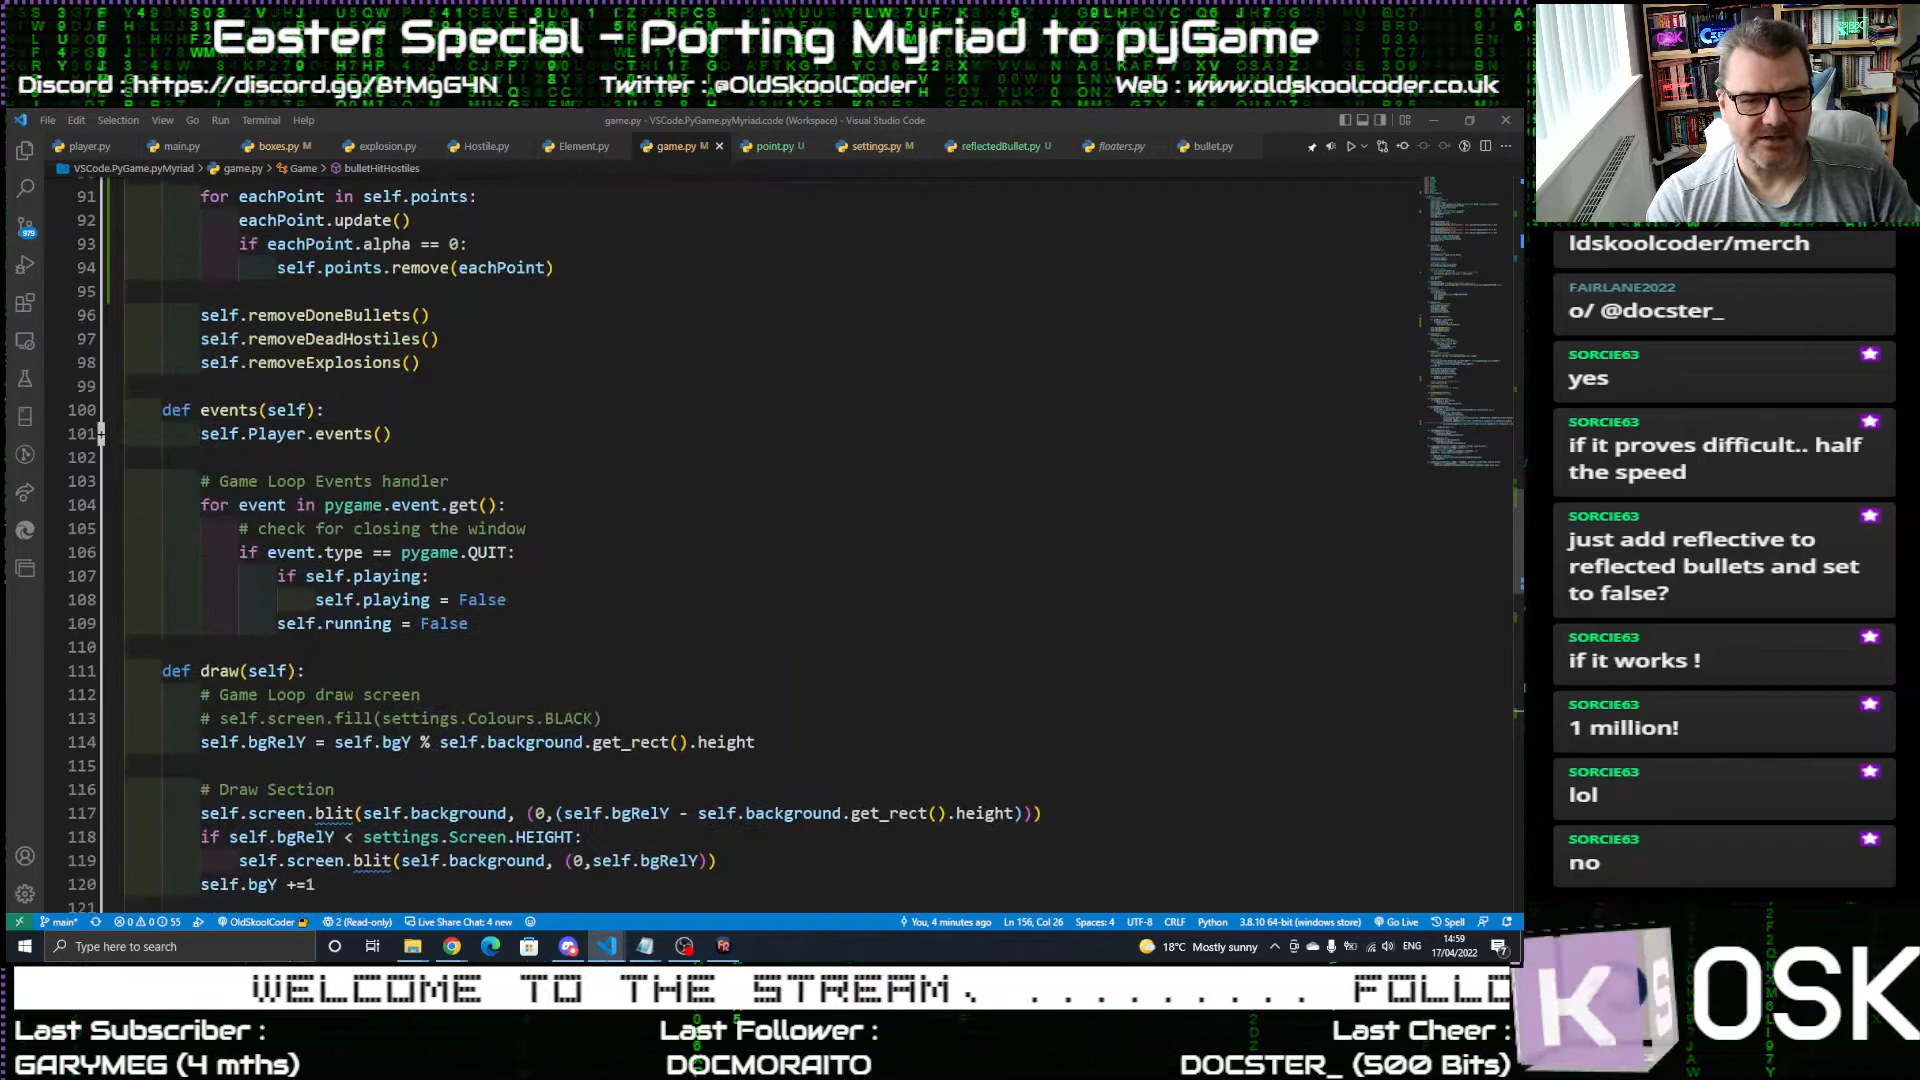 Easter Special - Porting Myriad to pyGame
Discord : https://discord.gg/8tMgG4N Twitter : @OldSkoolCoder Web : www.oldskoolcoder.co.uk
File Edit Selection View Go Run Terminal Help game.py - VSCode.PyGame.pyMyriad.code (Workspace) - Visual Studio Code
player.py main.py boxes.py M explosion.py Hostile.py Element.py game.py M point.py U settings.py M reflectedBullet.py U floaters.py bullet.py
VSCode.PyGame.pyMyriad > game.py > Game > bulletHitHostiles
91 for eachPoint in self.points:
92 eachPoint.update()
93 if eachPoint.alpha == 0:
94 self.points.remove(eachPoint)
95
96 self.removeDoneBullets()
97 self.removeDeadHostiles()
98 self.removeExplosions()
99
100 def events(self):
101 self.Player.events()
102
103 # Game Loop Events handler
104 for event in pygame.event.get():
105 # check for closing the window
106 if event.type == pygame.QUIT:
107 if self.playing:
108 self.playing = False
109 self.running = False
110
111 def draw(self):
112 # Game Loop draw screen
113 # self.screen.fill(settings.Colours.BLACK)
114 self.bgRelY = self.bgY % self.background.get_rect().height
115
116 # Draw Section
117 self.screen.blit(self.background, (0,(self.bgRelY - self.background.get_rect().height)))
118 if self.bgRelY < settings.Screen.HEIGHT:
119 self.screen.blit(self.background, (0,self.bgRelY))
120 self.bgY +=1
121
979
main* 0 0 55 OldSkoolCoder 2 (Read-only) Live Share Chat: 4 new You, 4 minutes ago Ln 156, Col 26 Spaces: 4 UTF-8 CRLF Python 3.8.10 64-bit (windows store) Go Live Spell
Type here to search 18°C Mostly sunny ENG 14:59
17/04/2022 7
ldskoolcoder/merch
FAIRLANE2022
o/ @docster_
SORCIE63
yes
SORCIE63
if it proves difficult.. half
the speed
SORCIE63
just add reflective to
reflected bullets and set
to false?
SORCIE63
if it works !
SORCIE63
1 million!
SORCIE63
lol
SORCIE63
no
WELCOME TO THE STREAM. ......... FOLLO
Last Subscriber :
GARYMEG (4 mths)
Last Follower :
DOCMORAITO
Last Cheer :
DOCSTER_ (500 Bits)
K
OSK